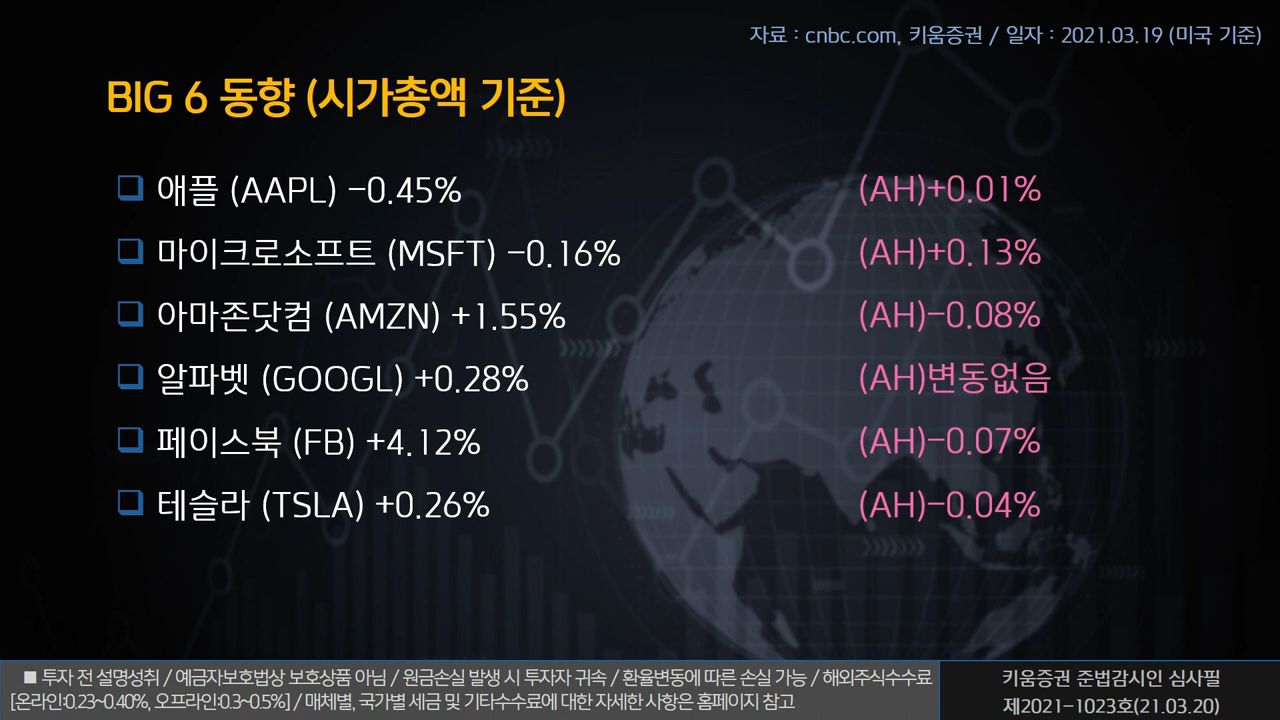 자료 : cnbc.com, 키움증권 / 일자 : 2021.03.19 (미국 기준)
BIG 6 동향 (시가총액 기준)
❑ 애플 (AAPL) -0.45% (AH)+0.01%
❑ 마이크로소프트 (MSFT) -0.16% (AH)+0.13%
❑ 아마존닷컴 (AMZN) +1.55% (AH)-0.08%
❑ 알파벳 (GOOGL) +0.28% (AH)변동없음
❑ 페이스북 (FB) +4.12% (AH)-0.07%
❑ 테슬라 (TSLA) +0.26% (AH)-0.04%
■ 투자 전 설명성취 / 예금자보호법상 보호상품 아님 / 원금손실 발생 시 투자자 귀속 / 환율변동에 따른 손실 가능 / 해외주식수수료
[온라인:0.23~0.40%, 오프라인:0.3~0.5%] / 매체별, 국가별 세금 및 기타수수료에 대한 자세한 사항은 홈페이지 참고
키움증권 준법감시인 심사필
제2021-1023호(21.03.20)